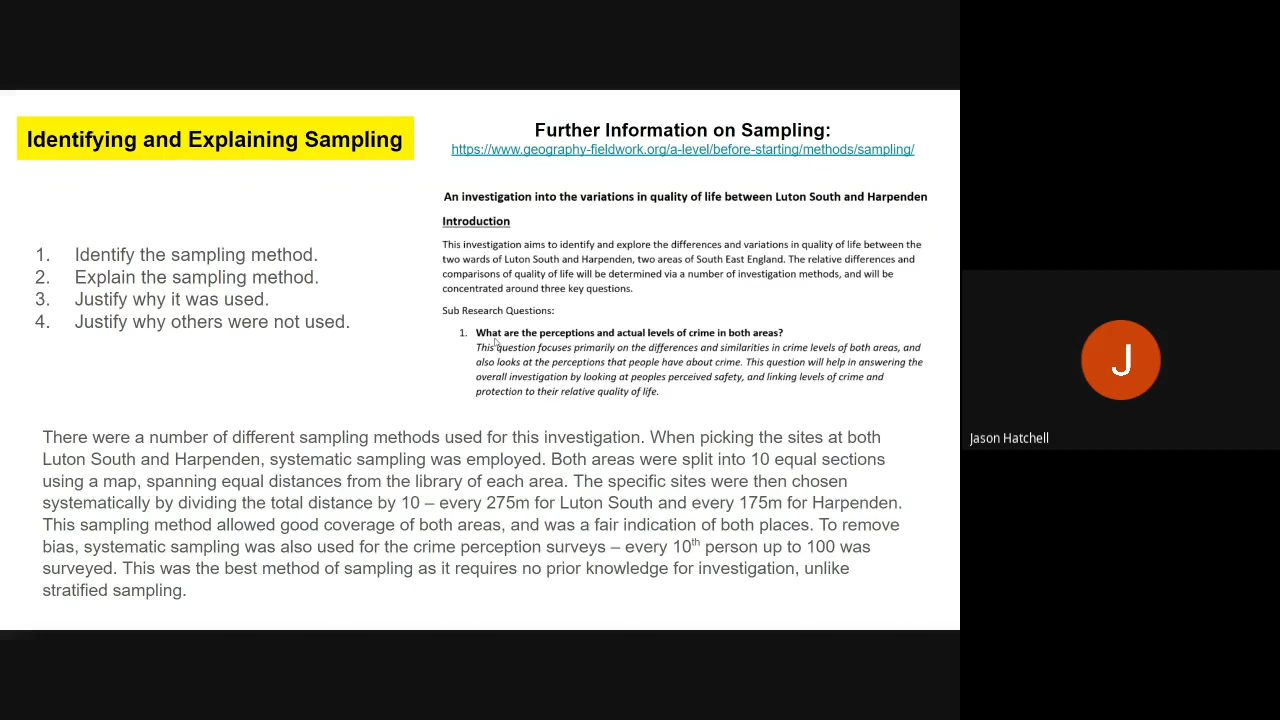 Identifying and Explaining Sampling
1. Identify the sampling method.
2. Explain the sampling method.
3. Justify why it was used.
4. Justify why others were not used.
Further Information on Sampling:
https://www.geography-fieldwork.org/a-level/before-starting/methods/sampling/
An investigation into the variations in quality of life between Luton South and Harpenden
Introduction
This investigation aims to identify and explore the differences and variations in quality of life between the
two wards of Luton South and Harpenden, two areas of South East England. The relative differences and
comparisons of quality of life will be determined via a number of investigation methods, and will be
concentrated around three key questions.
Sub Research Questions:
1. What are the perceptions and actual levels of crime in both areas?
This question focuses primarily on the differences and similarities in crime levels of both areas, and
also looks at the perceptions that people have about crime. This question will help in answering the
overall investigation by looking at peoples perceived safety, and linking levels of crime and
protection to their relative quality of life.
There were a number of different sampling methods used for this investigation. When picking the sites at both
Luton South and Harpenden, systematic sampling was employed. Both areas were split into 10 equal sections
using a map, spanning equal distances from the library of each area. The specific sites were then chosen
systematically by dividing the total distance by 10 – every 275m for Luton South and every 175m for Harpenden.
This sampling method allowed good coverage of both areas, and was a fair indication of both places. To remove
bias, systematic sampling was also used for the crime perception surveys – every 10th person up to 100 was
surveyed. This was the best method of sampling as it requires no prior knowledge for investigation, unlike
stratified sampling.
J
Jason Hatchell